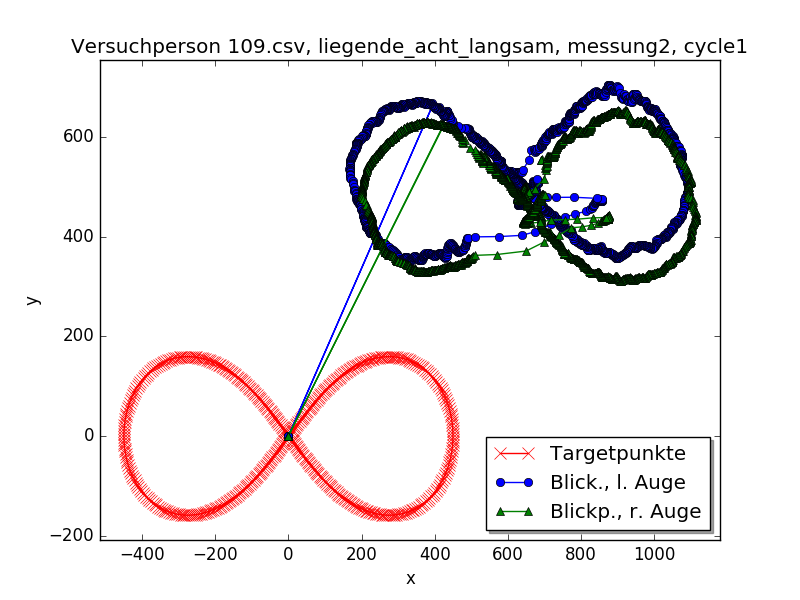 Versuchperson 109.csv, liegende_acht_langsam, messung2, cycle1
y
600
400
200
0
−200
−400
−200
0
200
400
600
800
1000
x
Targetpunkte
Blick., l. Auge
Blickp., r. Auge